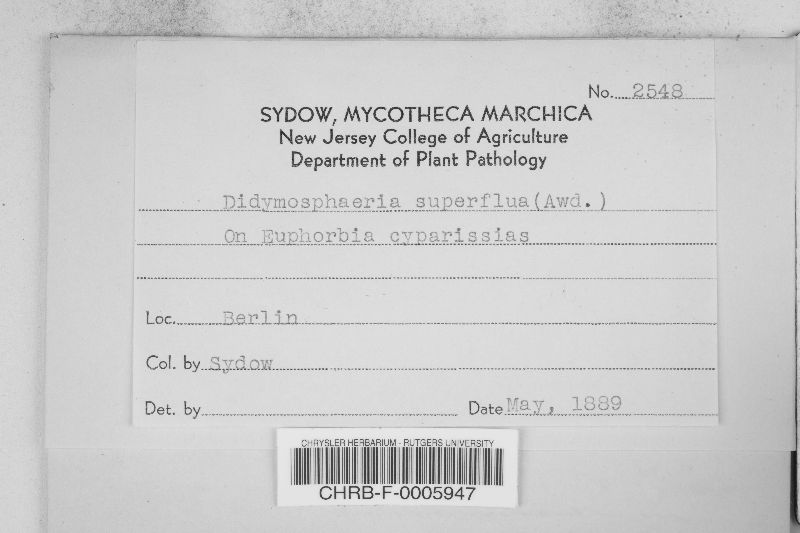 No. 2548
SYDOW, MYCOTHECA MARCHICA
New Jersey College of Agriculture
Department of Plant Pathology
Didymosphaeria superflua(Awd.)
On Euphorbia cyparissias
Loc. Berlin
Col. by Sydow
Det. by Date May, 1889
CHRYSLER HERBARIUM - RUTGERS UNIVERSITY
CHRB-F-0005947